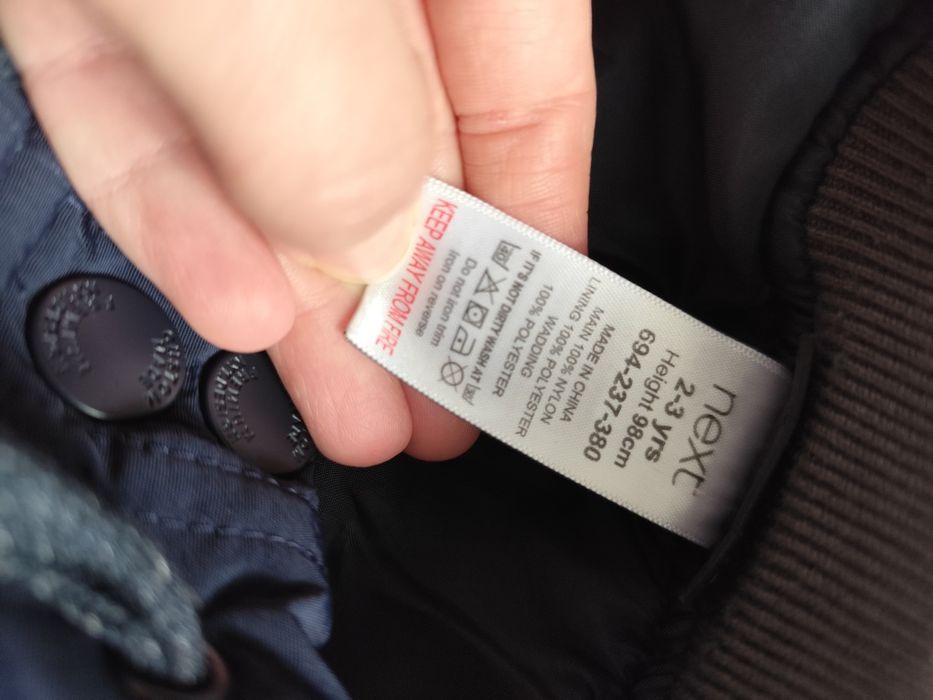 next
2-3 yrs
Height 98cm
694-237-380
MADE IN CHINA
MAIN 100% NYLON
LINING 100% POLYESTER
WADDING
100% POLYESTER
IF IT'S NOT DIRTY WASH AT 30
40
Do not iron trim
Iron on reverse
KEEP AWAY FROM FIRE